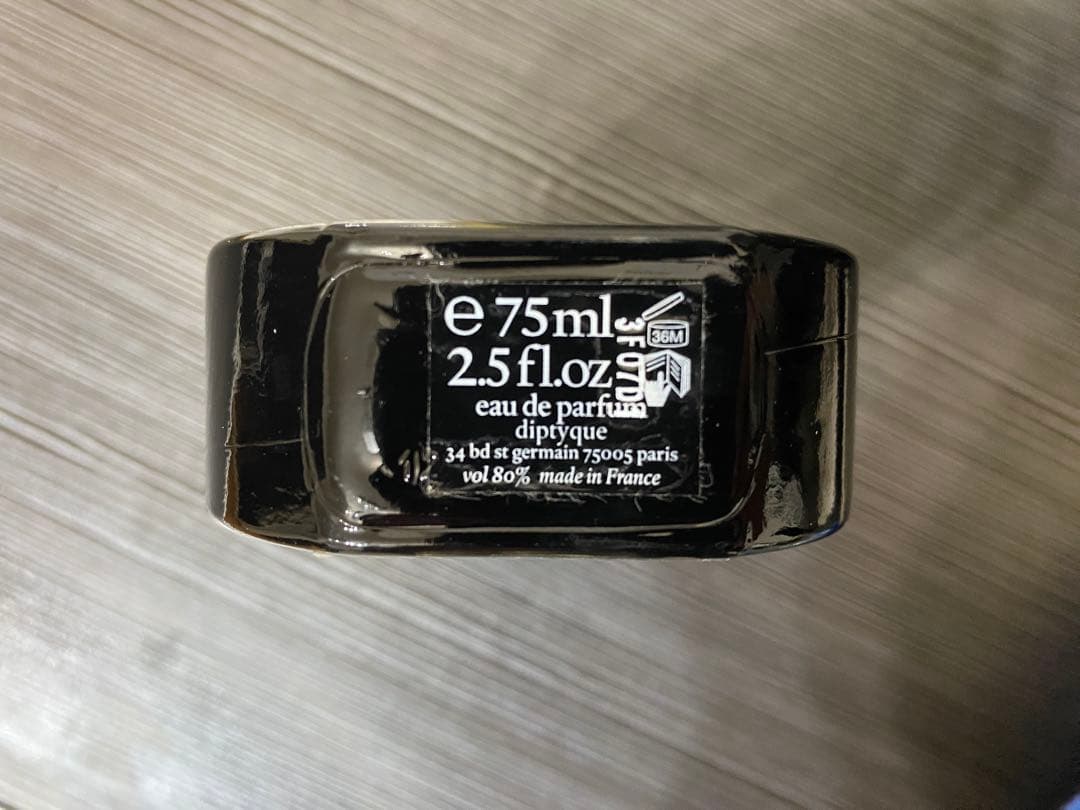 e 75ml
2.5 fl.oz
eau de parfum
diptyque
34 bd st germain 75005 paris
vol 80% made in France
36M